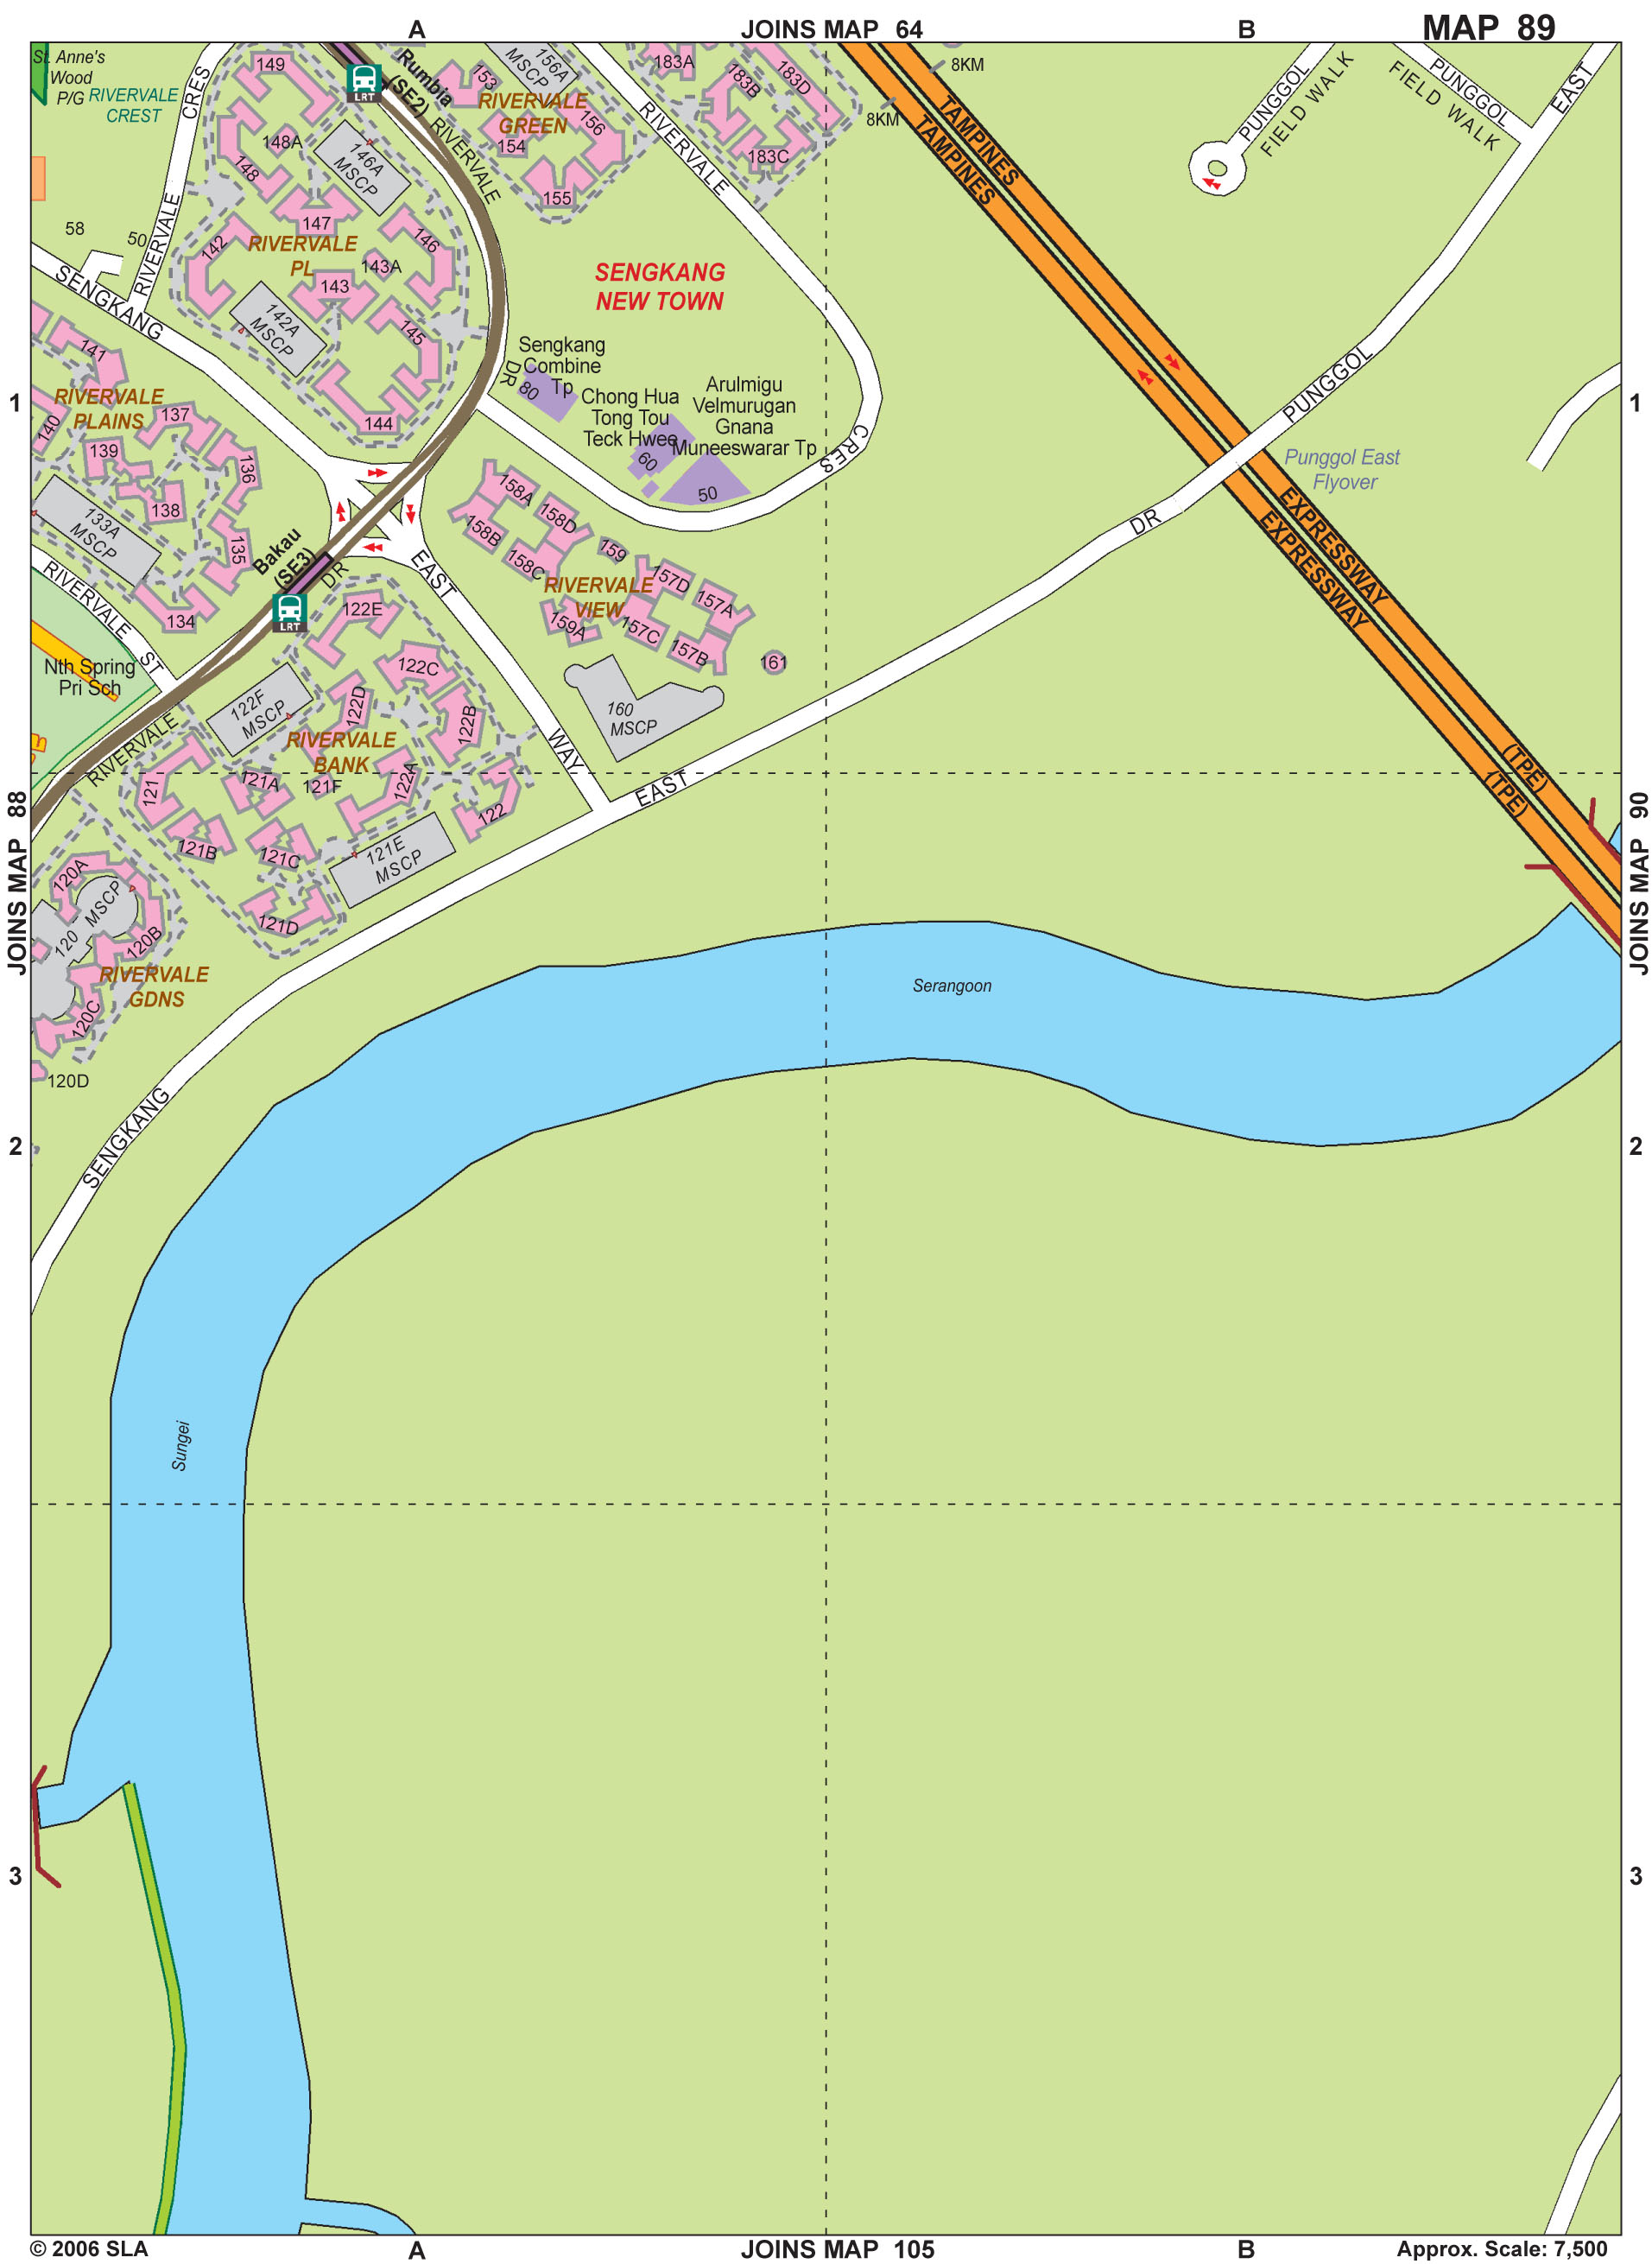 A
JOINS MAP 64
B
MAP 89
St. Anne's
Wood
P/G
RIVERVALE
CREST
CRES
RIVERVALE
149
148A
148
147
146A
MSCP
Rumbia
(SE2)
LRT
RIVERVALE
153
156A
MSCP
RIVERVALE
GREEN
154
156
155
183A
183B
183D
183C
RIVERVALE
8KM
8KM
TAMPINES
TAMPINES
PUNGGOL
FIELD WALK
PUNGGOL
FIELD WALK
EAST
58
50
SENGKANG
142
RIVERVALE
PL
146
143A
143
142A
MSCP
145
144
SENGKANG
NEW TOWN
DR
Sengkang
Combine
Tp
80
Chong Hua
Tong Tou
Teck Hwee
60
Arulmigu
Velmurugan
Gnana
Muneeswarar Tp
50
CRES
PUNGGOL
Punggol East
Flyover
DR
EXPRESSWAY
EXPRESSWAY
1
1
141
RIVERVALE
PLAINS
140
137
139
136
138
133A
MSCP
135
134
Bakau
(SE3)
LRT
DR
RIVERVALE
ST
Nth Spring
Pri Sch
RIVERVALE
EAST
WAY
158A
158D
158B
158C
159
RIVERVALE
VIEW
159A
157D
157A
157C
157B
161
160
MSCP
122E
122C
122F
MSCP
122D
122B
RIVERVALE
BANK
121
121A
121F
122A
122
121B
121C
121E
MSCP
121D
EAST
(TPE)
(TPE)
JOINS MAP 88
JOINS MAP 90
120A
MSCP
120
120B
RIVERVALE
GDNS
120C
120D
SENGKANG
Serangoon
2
2
Sungei
3
3
© 2006 SLA
A
JOINS MAP 105
B
Approx. Scale: 7,500